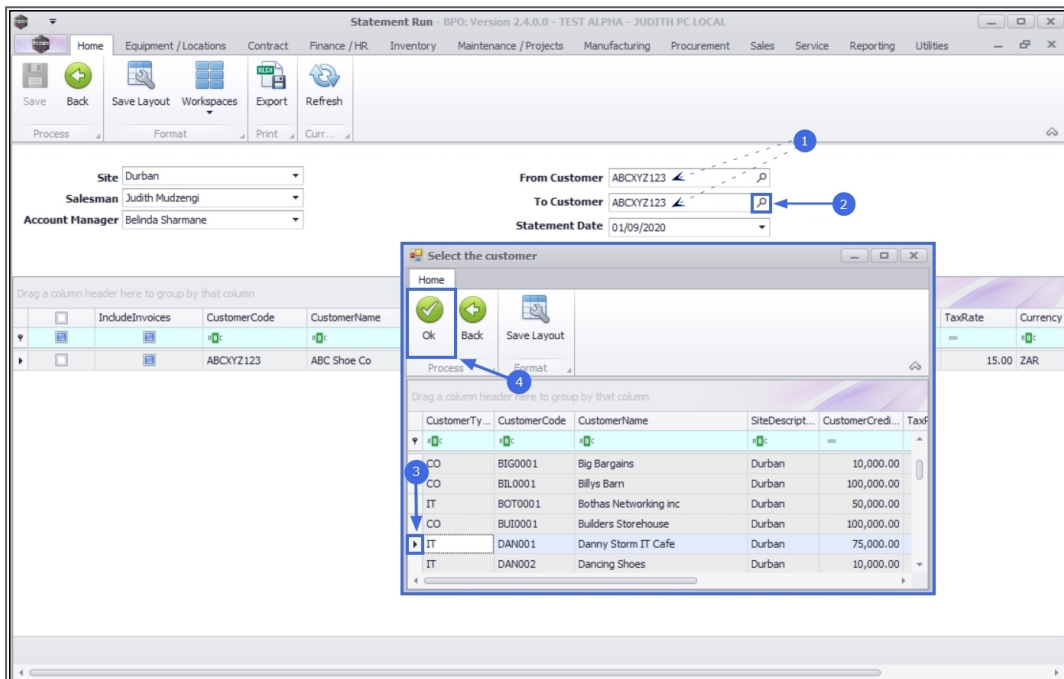 Statement Run - BPO: Version 2.4.0.0 - TEST ALPHA - JUDITH PC LOCAL
Home Equipment / Locations Contract Finance / HR Inventory Maintenance / Projects Manufacturing Procurement Sales Service Reporting Utilities
Save Back Save Layout Workspaces Export Refresh
Process Format Print Curr...
1
Site Durban
From Customer ABCXYZ123
Salesman Judith Mudzengi
To Customer ABCXYZ123
2
Account Manager Belinda Sharmane
Statement Date 01/09/2020
Drag a column header here to group by that column
IncludeInvoices CustomerCode CustomerName TaxRate Currency
=
ABCXYZ123 ABC Shoe Co 15.00 ZAR
Select the customer
Home
Ok Back Save Layout
Process Format
4
Drag a column header here to group by that column
CustomerTy... CustomerCode CustomerName SiteDescript... CustomerCredi... TaxR
=
CO BIG0001 Big Bargains Durban 10,000.00
3
CO BIL0001 Billys Barn Durban 100,000.00
IT BOT0001 Bothas Networking inc Durban 50,000.00
CO BUI0001 Builders Storehouse Durban 100,000.00
IT DAN001 Danny Storm IT Cafe Durban 75,000.00
IT DAN002 Dancing Shoes Durban 10,000.00